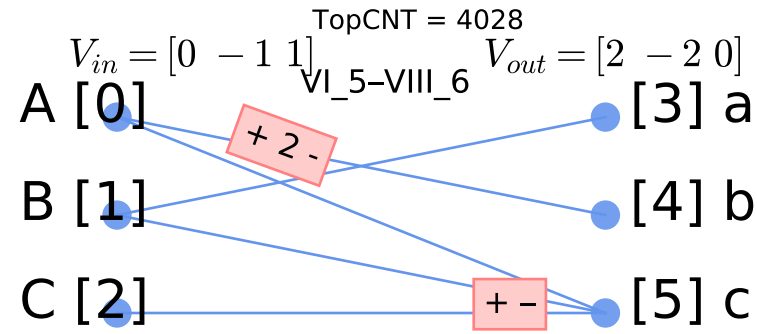 TopCNT = 4028
V_in = [0 −1 1]
V_out = [2 −2 0]
VI_5–VIII_6
A [0]
[3] a
+ 2 -
B [1]
[4] b
C [2]
+ −
[5] c